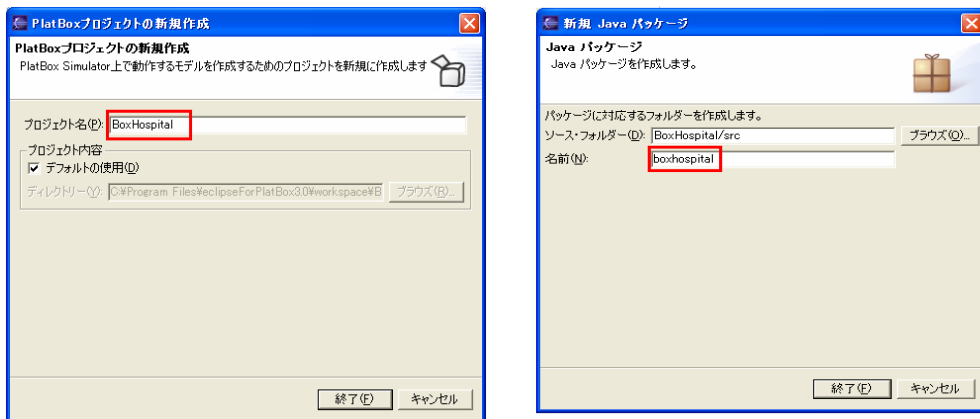 PlatBoxプロジェクトの新規作成
PlatBoxプロジェクトの新規作成
PlatBox Simulator上で動作するモデルを作成するためのプロジェクトを新規に作成します
プロジェクト名(P): BoxHospital
プロジェクト内容
デフォルトの使用(D)
ディレクトリー(Y): C:¥Program Files¥eclipseForPlatBox3.0¥workspace¥B ブラウズ(R)...
終了(F) キャンセル
新規 Java パッケージ
Java パッケージ
Java パッケージを作成します。
パッケージに対応するフォルダーを作成します。
ソース・フォルダー(D): BoxHospital/src ブラウズ(O)...
名前(N): boxhospital
終了(F) キャンセル